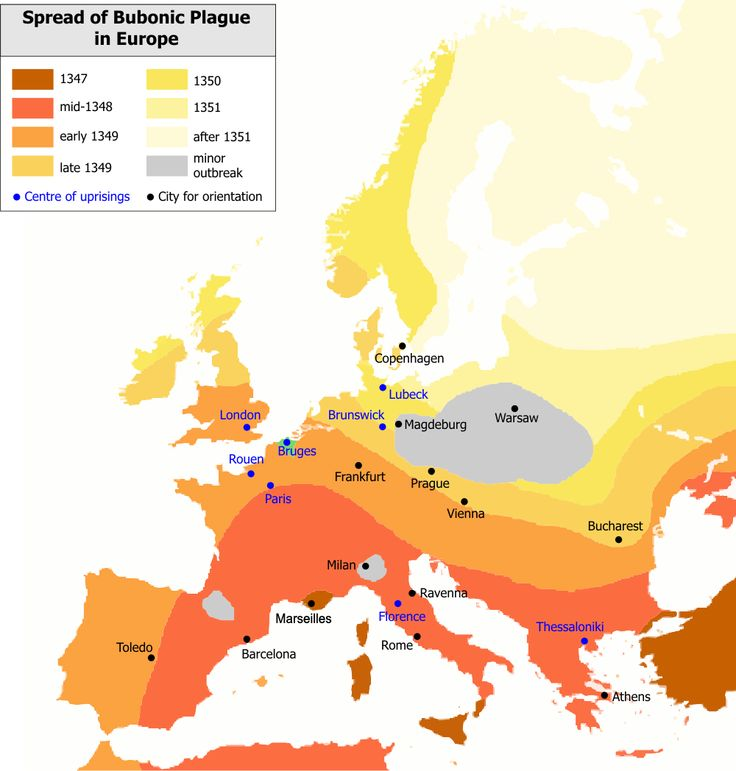 Spread of Bubonic Plague
in Europe
1347
mid-1348
early 1349
late 1349
1350
1351
after 1351
minor
outbreak
Centre of uprisings
City for orientation
Copenhagen
Lubeck
London
Brunswick
Magdeburg
Warsaw
Bruges
Rouen
Frankfurt
Prague
Paris
Vienna
Bucharest
Milan
Ravenna
Marseilles
Florence
Thessaloniki
Toledo
Barcelona
Rome
Athens